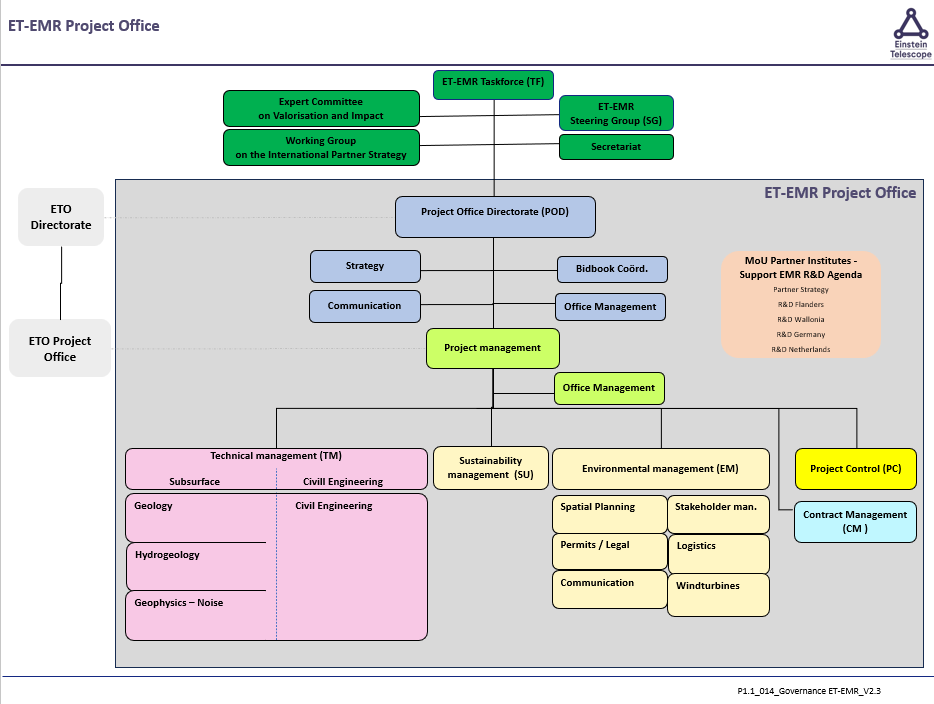 ET-EMR Project Office
Einstein
Telescope
ET-EMR Taskforce (TF)
Expert Committee
on Valorisation and Impact
ET-EMR
Steering Group (SG)
Working Group
on the International Partner Strategy
Secretariat
ET-EMR Project Office
ETO
Directorate
Project Office Directorate (POD)
Strategy
Bidbook Coörd.
MoU Partner Institutes -
Support EMR R&D Agenda
Partner Strategy
R&D Flanders
R&D Wallonia
R&D Germany
R&D Netherlands
Communication
Office Management
ETO Project
Office
Project management
Office Management
Technical management (TM)
Subsurface
Civill Engineering
Sustainability
management (SU)
Environmental management (EM)
Project Control (PC)
Geology
Civil Engineering
Hydrogeology
Geophysics – Noise
Spatial Planning
Stakeholder man.
Permits / Legal
Logistics
Communication
Windturbines
Contract Management
(CM )
P1.1_014_Governance ET-EMR_V2.3